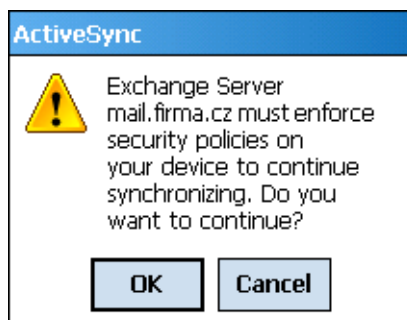 ActiveSync
Exchange Server
mail.firma.cz must enforce
security policies on
your device to continue
synchronizing. Do you
want to continue?
OK Cancel